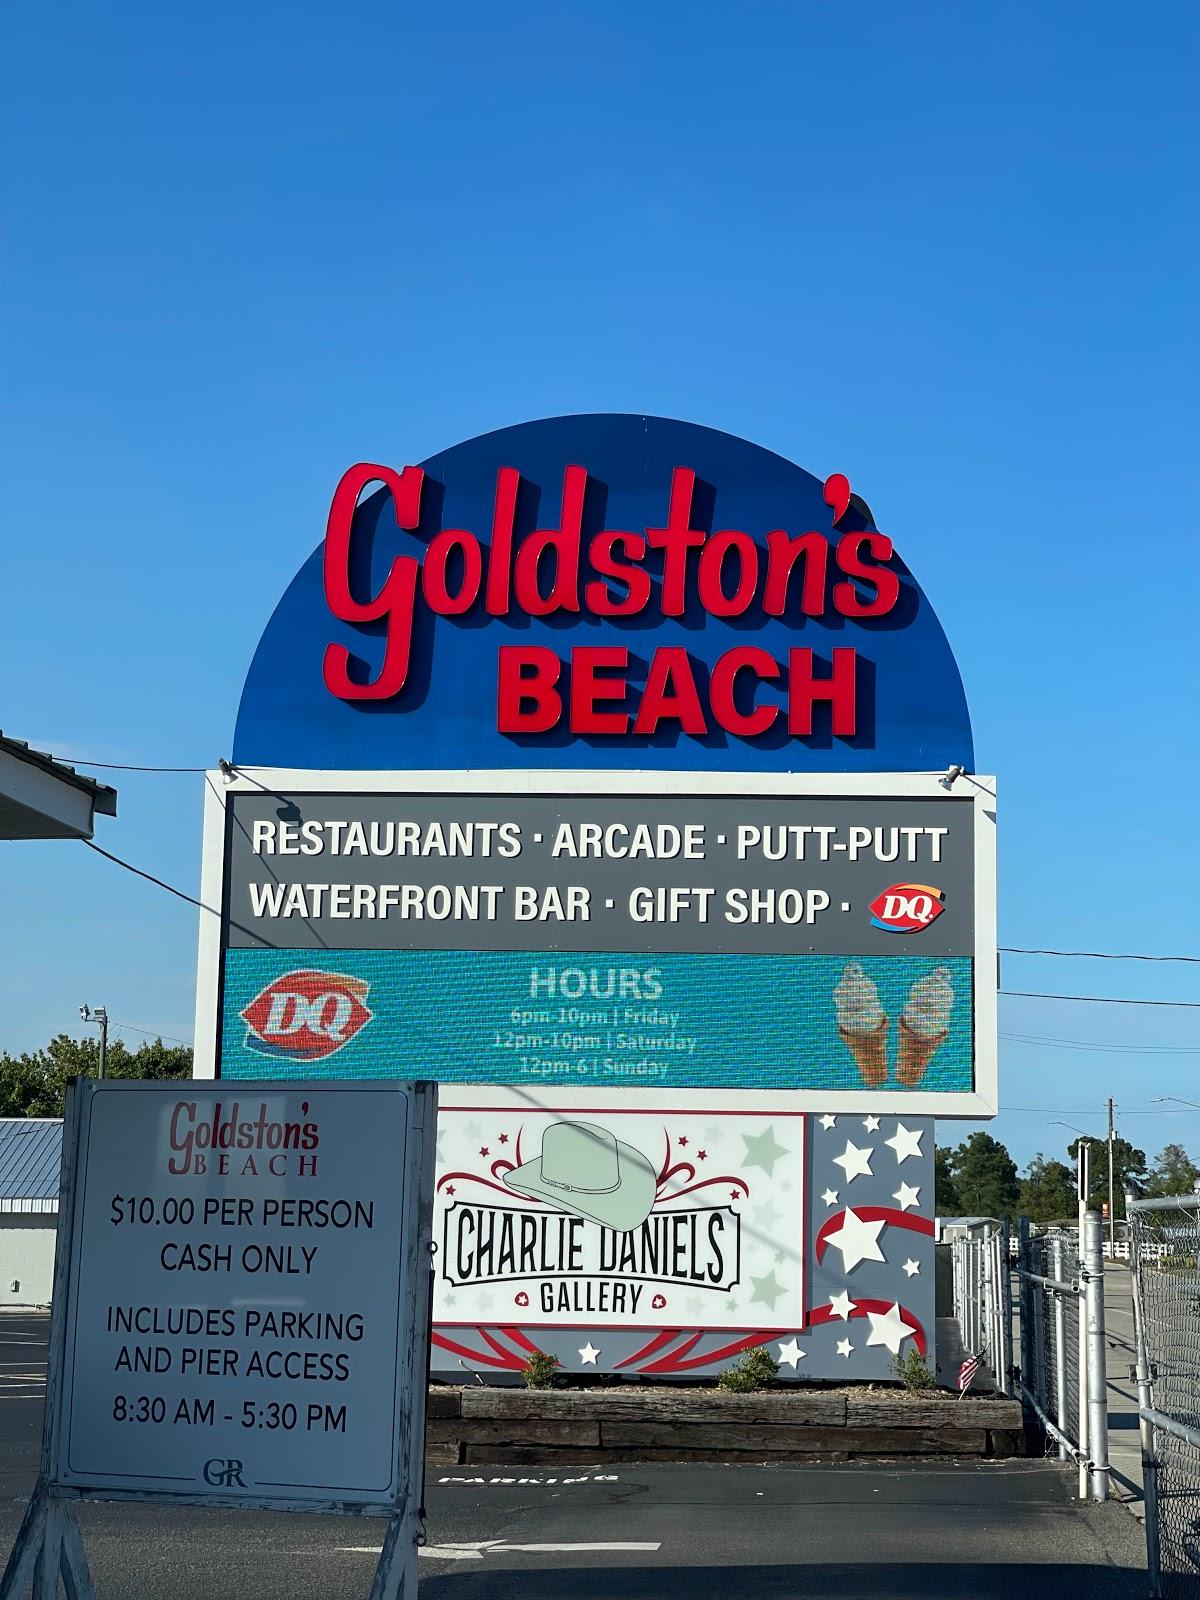 Goldston's
BEACH
RESTAURANTS · ARCADE · PUTT-PUTT
WATERFRONT BAR · GIFT SHOP · DQ
DQ
HOURS
6pm-10pm | Friday
12pm-10pm | Saturday
12pm-6 | Sunday
CHARLIE DANIELS
GALLERY
Goldston's
BEACH
$10.00 PER PERSON
CASH ONLY
INCLUDES PARKING
AND PIER ACCESS
8:30 AM - 5:30 PM
GR
PARKING